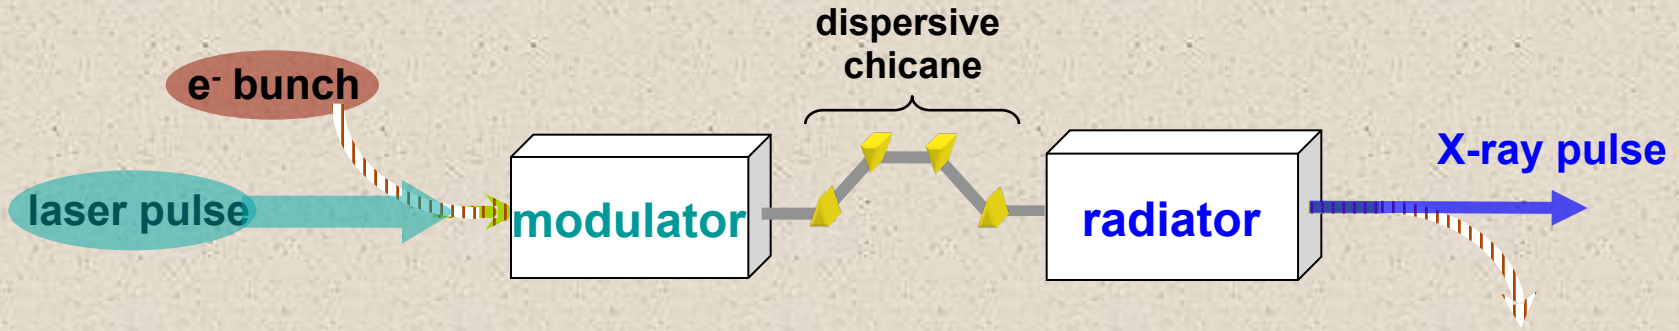 dispersive
chicane
e- bunch
laser pulse
modulator
radiator
X-ray pulse